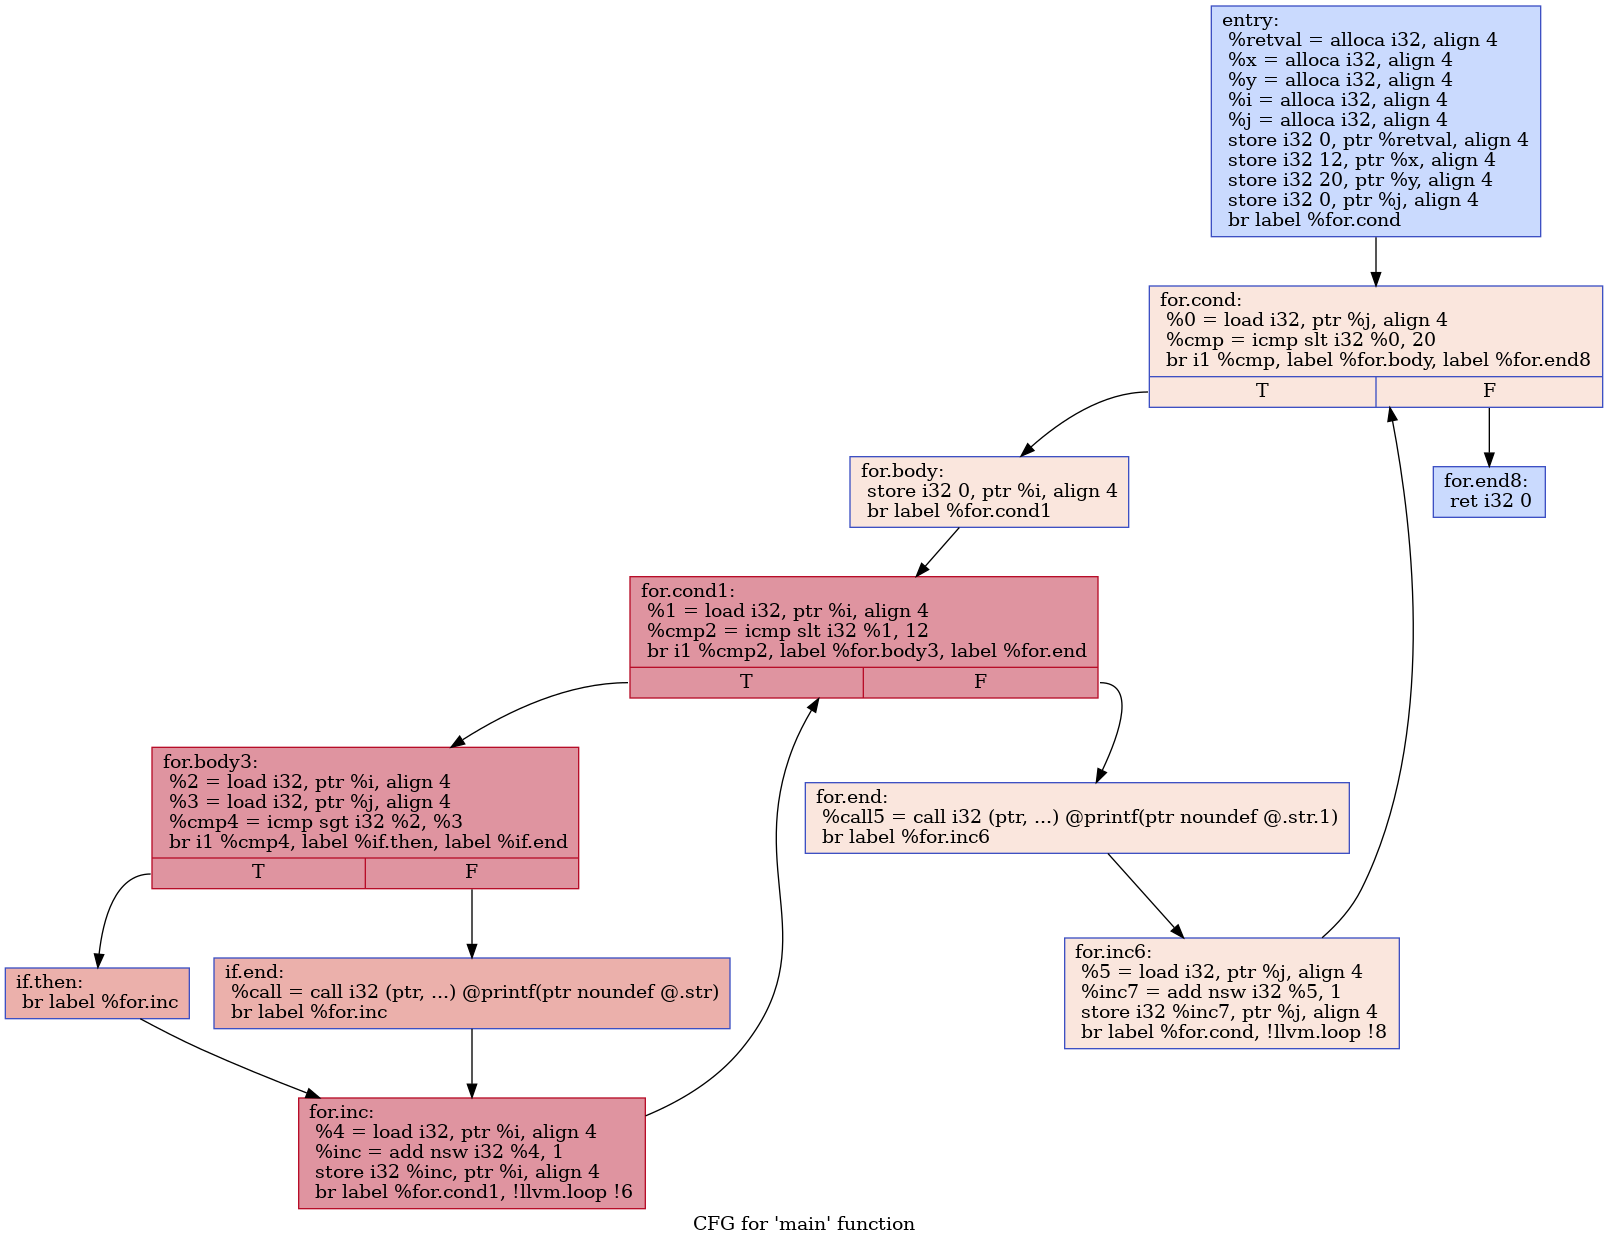 entry:
%retval = alloca i32, align 4
%x = alloca i32, align 4
%y = alloca i32, align 4
%i = alloca i32, align 4
%j = alloca i32, align 4
store i32 0, ptr %retval, align 4
store i32 12, ptr %x, align 4
store i32 20, ptr %y, align 4
store i32 0, ptr %j, align 4
br label %for.cond
for.cond:
%0 = load i32, ptr %j, align 4
%cmp = icmp slt i32 %0, 20
br i1 %cmp, label %for.body, label %for.end8
T F
for.body:
store i32 0, ptr %i, align 4
br label %for.cond1
for.end8:
ret i32 0
for.cond1:
%1 = load i32, ptr %i, align 4
%cmp2 = icmp slt i32 %1, 12
br i1 %cmp2, label %for.body3, label %for.end
T F
for.body3:
%2 = load i32, ptr %i, align 4
%3 = load i32, ptr %j, align 4
%cmp4 = icmp sgt i32 %2, %3
br i1 %cmp4, label %if.then, label %if.end
T F
for.end:
%call5 = call i32 (ptr, ...) @printf(ptr noundef @.str.1)
br label %for.inc6
if.then:
br label %for.inc
if.end:
%call = call i32 (ptr, ...) @printf(ptr noundef @.str)
br label %for.inc
for.inc6:
%5 = load i32, ptr %j, align 4
%inc7 = add nsw i32 %5, 1
store i32 %inc7, ptr %j, align 4
br label %for.cond, !llvm.loop !8
for.inc:
%4 = load i32, ptr %i, align 4
%inc = add nsw i32 %4, 1
store i32 %inc, ptr %i, align 4
br label %for.cond1, !llvm.loop !6
CFG for 'main' function